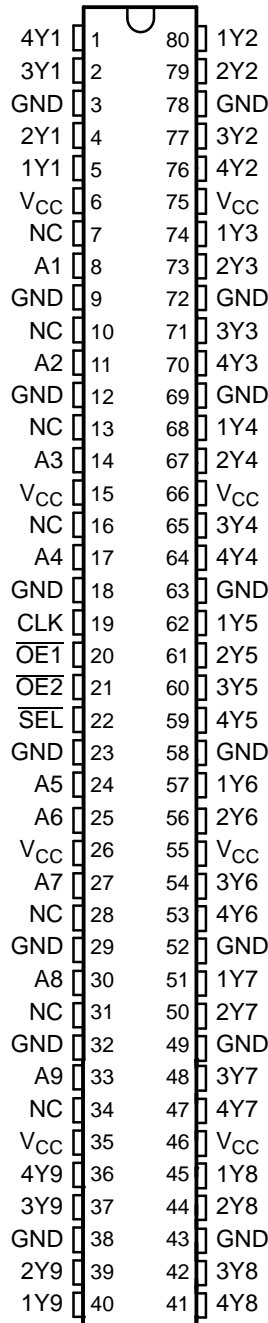 4Y1 1 80 1Y2
3Y1 2 79 2Y2
GND 3 78 GND
2Y1 4 77 3Y2
1Y1 5 76 4Y2
VCC 6 75 VCC
NC 7 74 1Y3
A1 8 73 2Y3
GND 9 72 GND
NC 10 71 3Y3
A2 11 70 4Y3
GND 12 69 GND
NC 13 68 1Y4
A3 14 67 2Y4
VCC 15 66 VCC
NC 16 65 3Y4
A4 17 64 4Y4
GND 18 63 GND
CLK 19 62 1Y5
OE1 20 61 2Y5
OE2 21 60 3Y5
SEL 22 59 4Y5
GND 23 58 GND
A5 24 57 1Y6
A6 25 56 2Y6
VCC 26 55 VCC
A7 27 54 3Y6
NC 28 53 4Y6
GND 29 52 GND
A8 30 51 1Y7
NC 31 50 2Y7
GND 32 49 GND
A9 33 48 3Y7
NC 34 47 4Y7
VCC 35 46 VCC
4Y9 36 45 1Y8
3Y9 37 44 2Y8
GND 38 43 GND
2Y9 39 42 3Y8
1Y9 40 41 4Y8